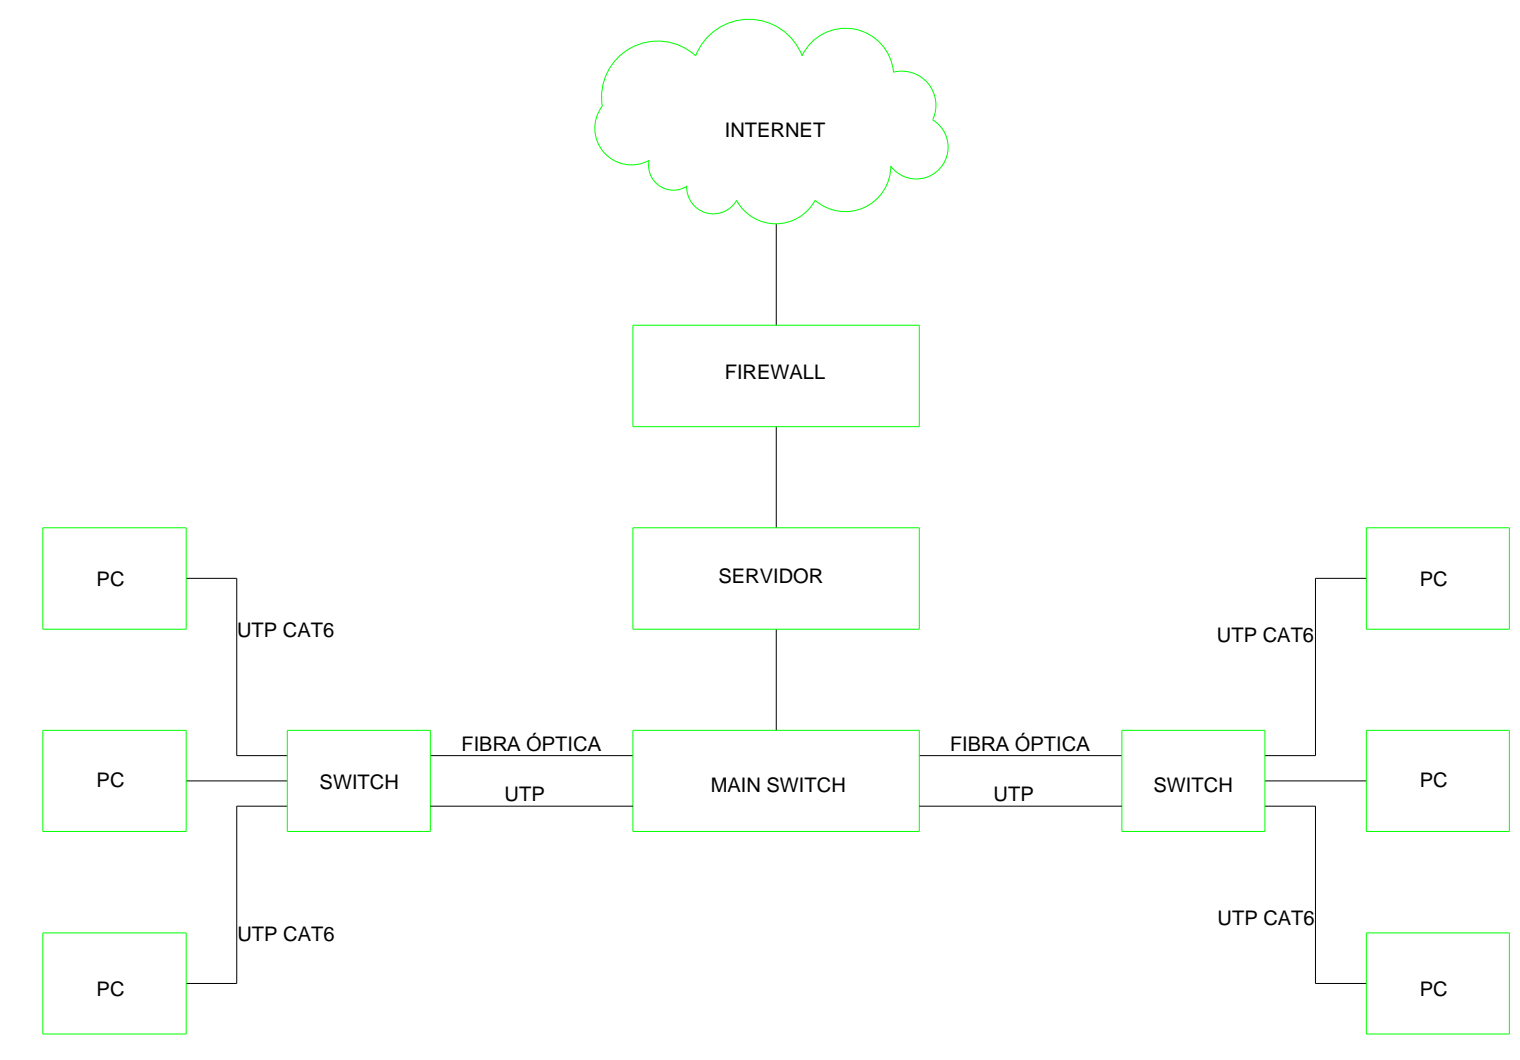 INTERNET
FIREWALL
SERVIDOR
PC
PC
UTP CAT6
UTP CAT6
FIBRA ÓPTICA
FIBRA ÓPTICA
PC
SWITCH
MAIN SWITCH
SWITCH
PC
UTP
UTP
UTP CAT6
UTP CAT6
PC
PC